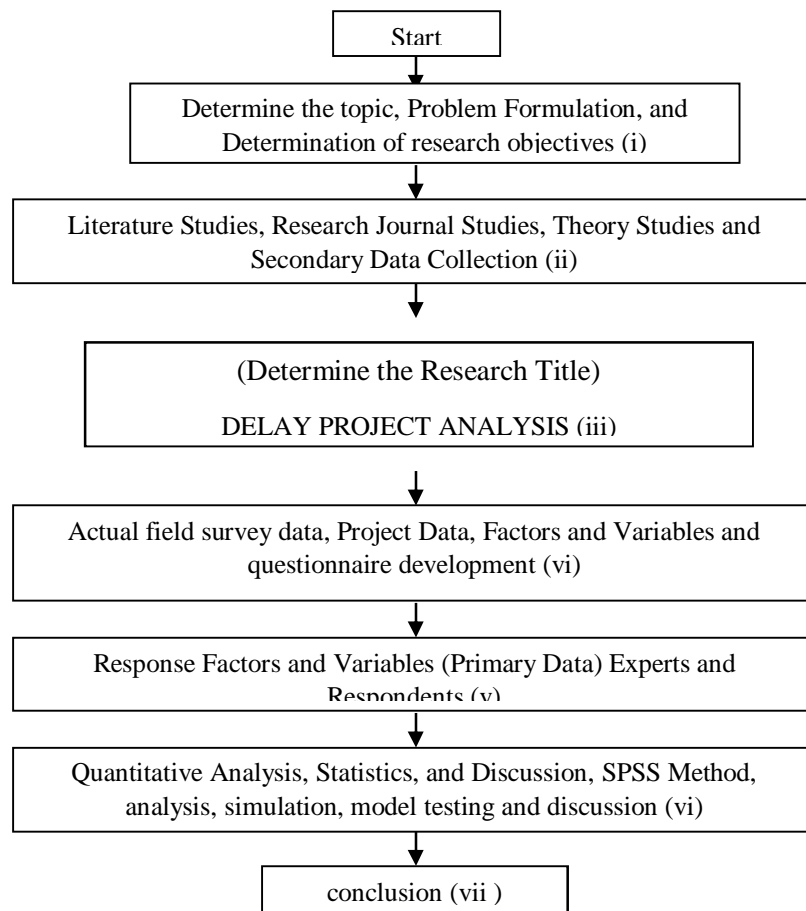 Start
Determine the topic, Problem Formulation, and
Determination of research objectives (i)
Literature Studies, Research Journal Studies, Theory Studies and
Secondary Data Collection (ii)
(Determine the Research Title)
DELAY PROJECT ANALYSIS (iii)
Actual field survey data, Project Data, Factors and Variables and
questionnaire development (vi)
Response Factors and Variables (Primary Data) Experts and
Respondents (v)
Quantitative Analysis, Statistics, and Discussion, SPSS Method,
analysis, simulation, model testing and discussion (vi)
conclusion (vii )